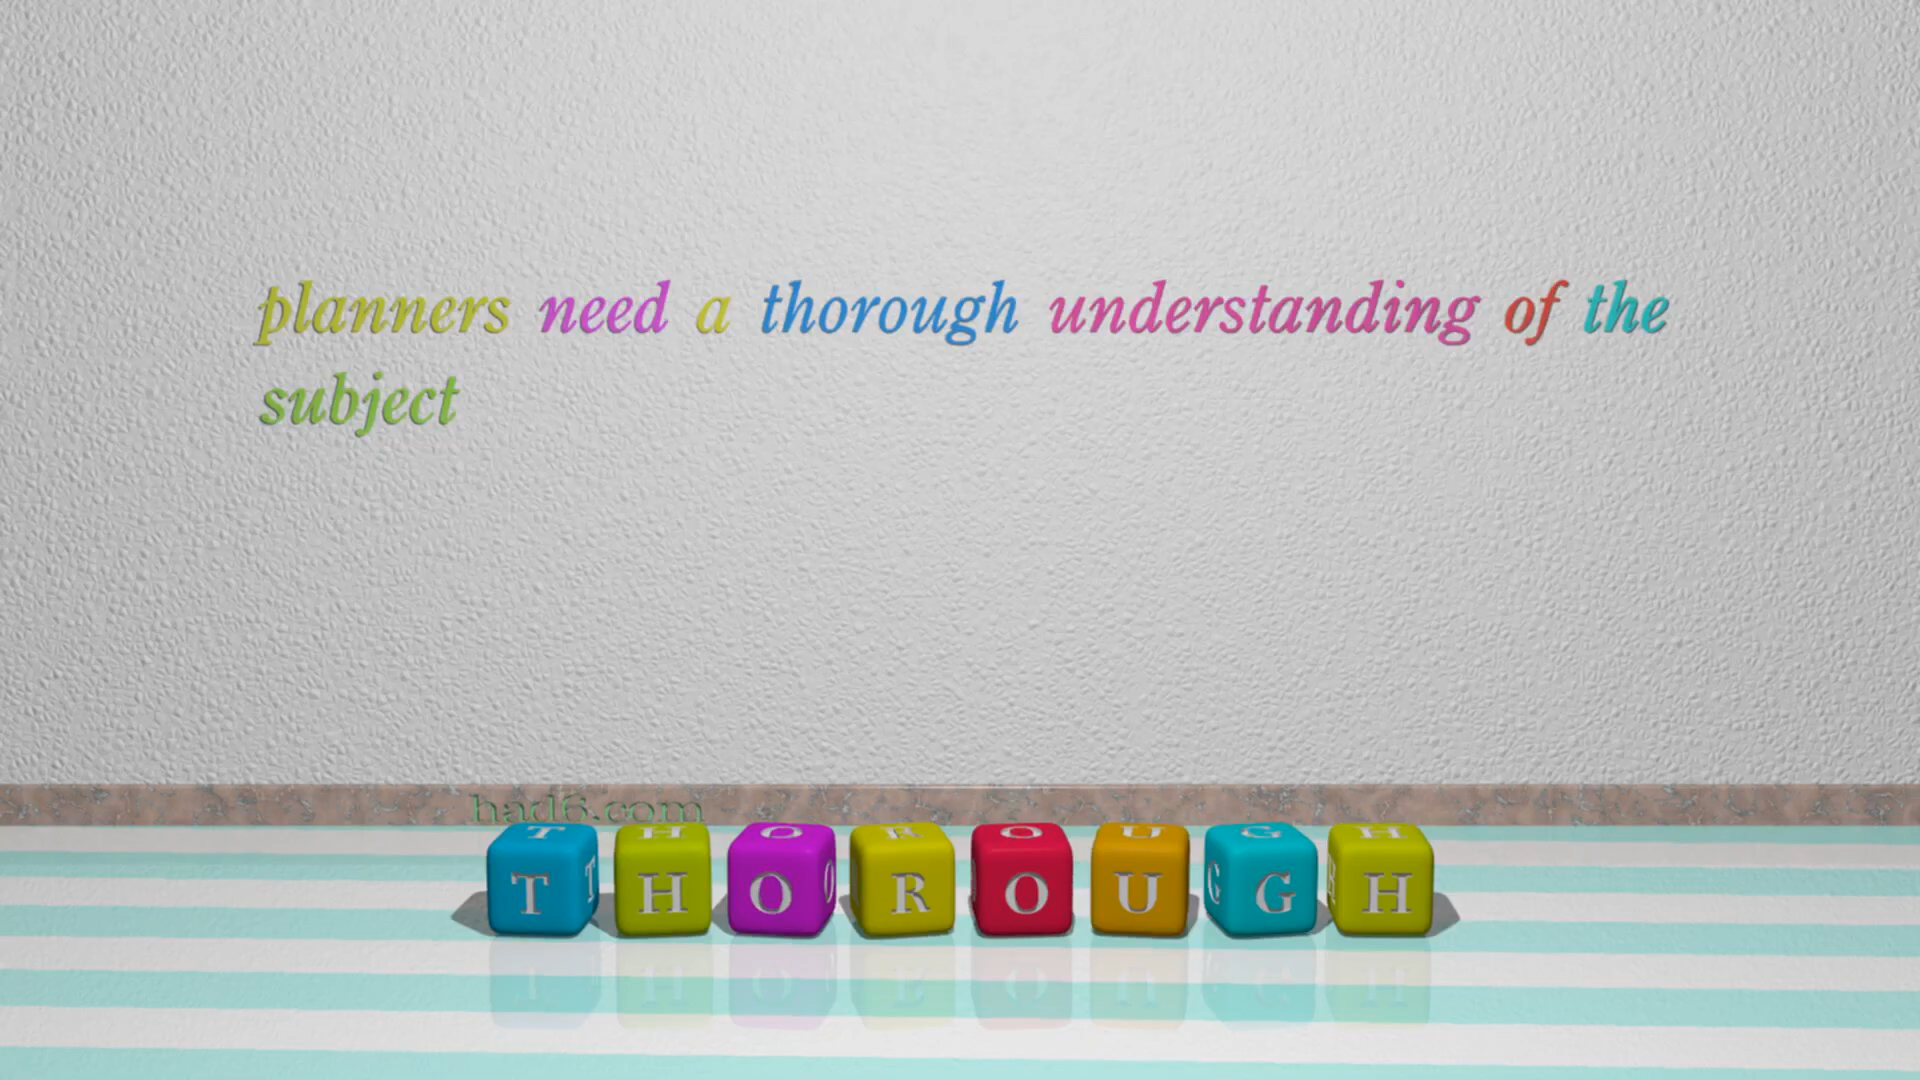 planners need a thorough understanding of the
subject
had6.com
THOROUGH